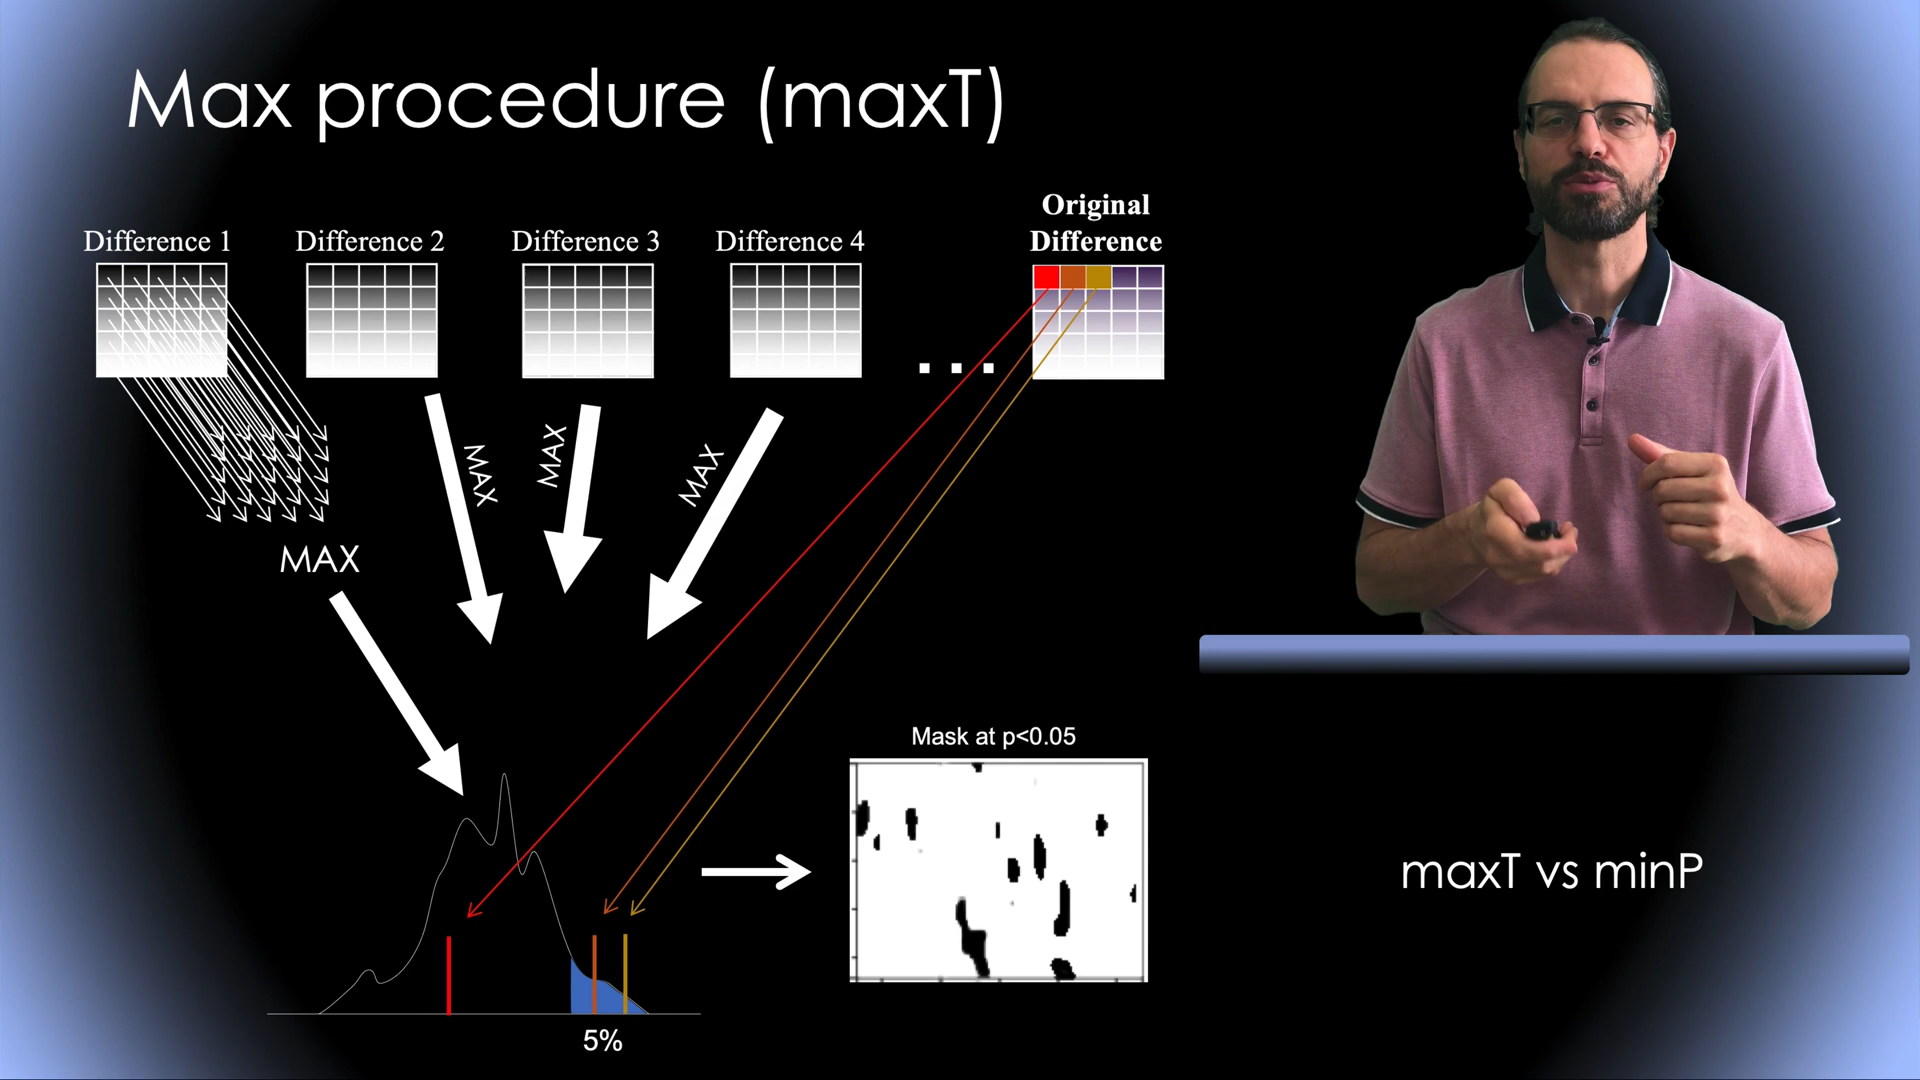 Max procedure (maxT)
Difference 1
Difference 2
Difference 3
Difference 4
Original
Difference
. . .
MAX
MAX
MAX
MAX
Mask at p<0.05
5%
maxT vs minP